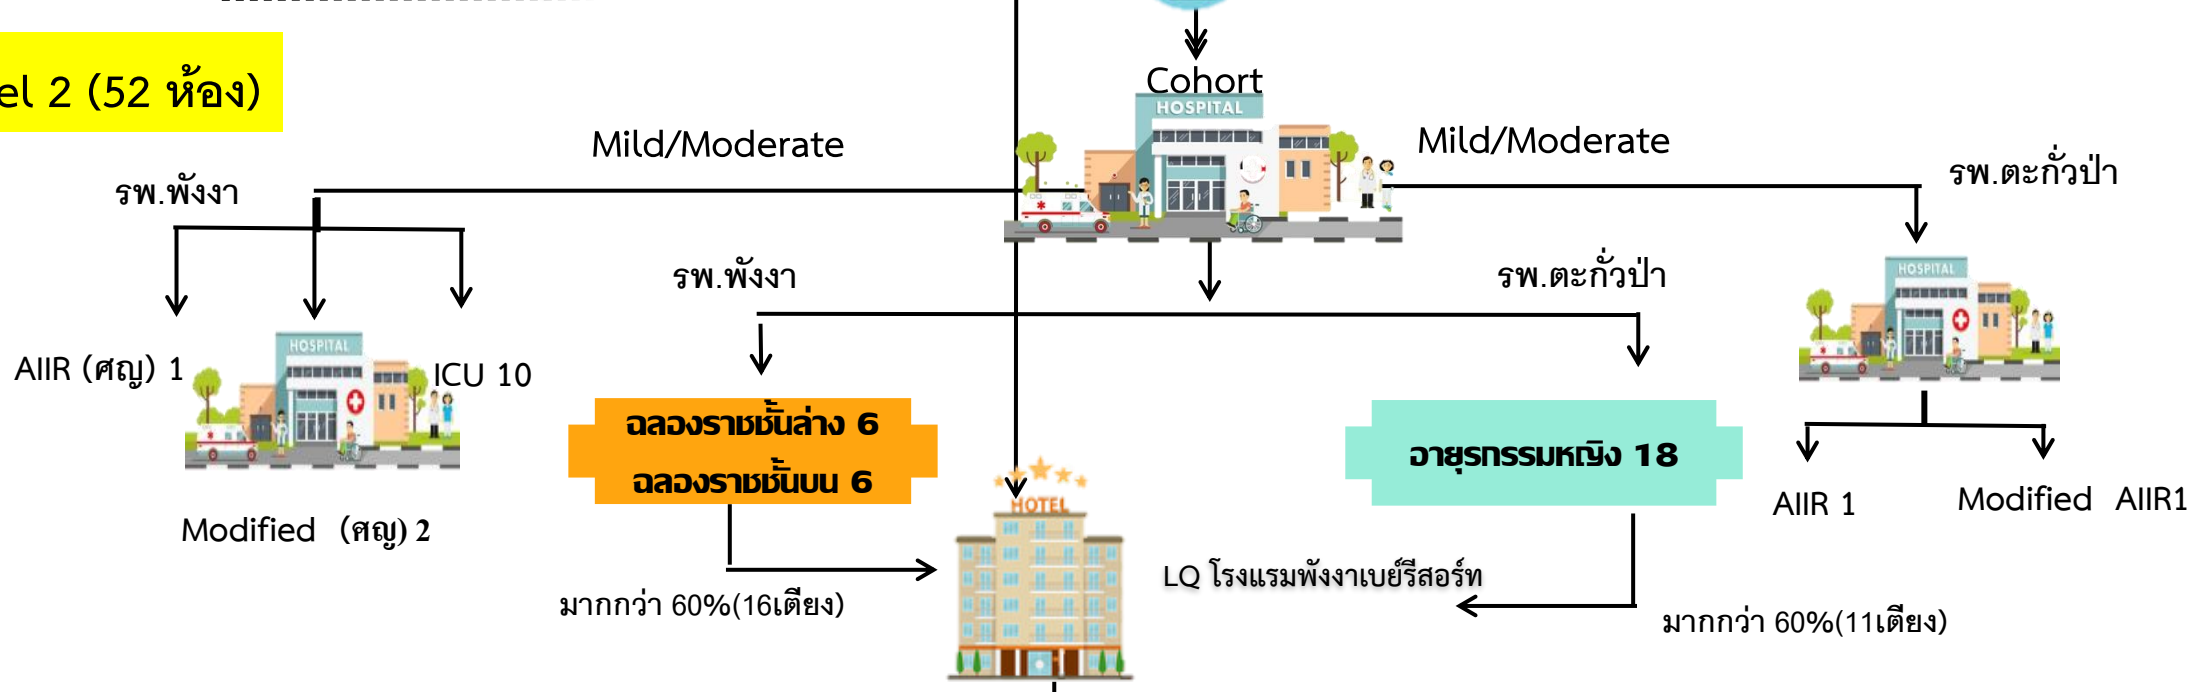 el 2 (52 ห้อง)
Cohort
HOSPITAL
Mild/Moderate
Mild/Moderate
รพ.พังงา
รพ.ตะกั่วป่า
รพ.พังงา
รพ.ตะกั่วป่า
HOSPITAL
HOSPITAL
AIIR (ศญ) 1
ICU 10
Modified (ศญ) 2
ฉลองราชชั้นล่าง 6
ฉลองราชชั้นบน 6
อายุรกรรมหญิง 18
AIIR 1
Modified AIIR1
HOTEL
LQ โรงแรมพังงาเบย์รีสอร์ท
มากกว่า 60%(16เตียง)
มากกว่า 60%(11เตียง)